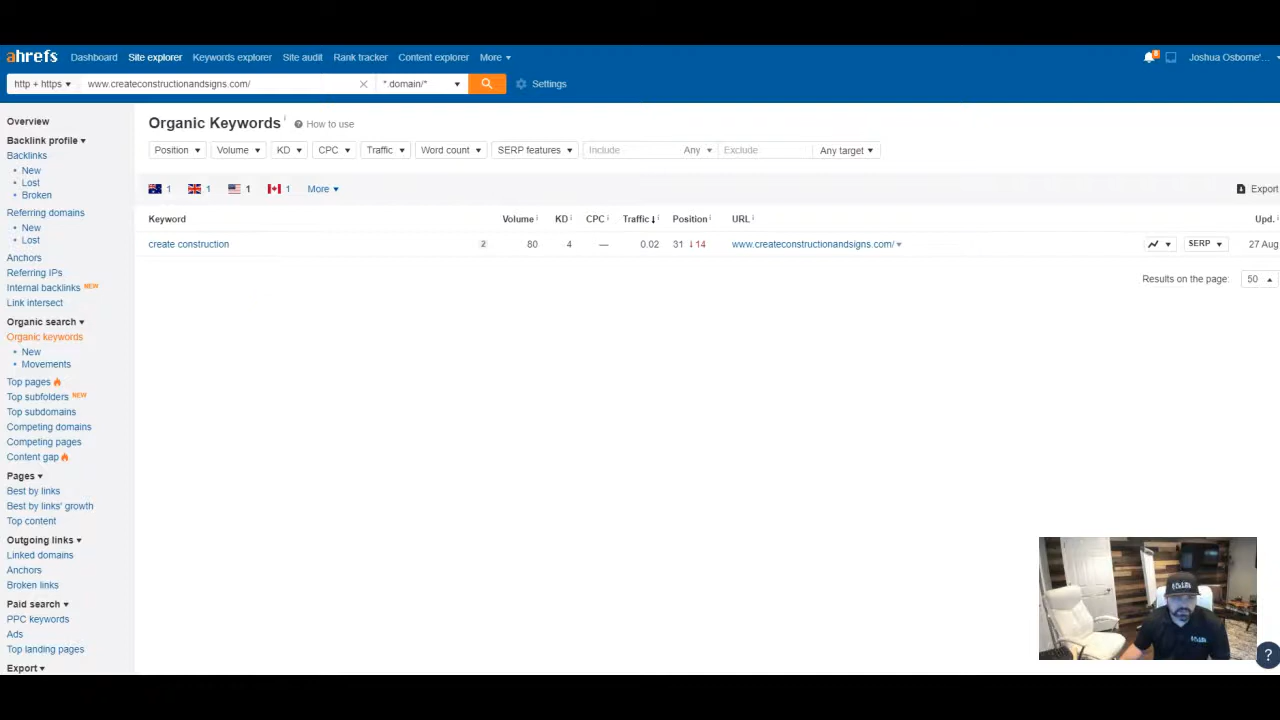 ahrefs Dashboard Site explorer Keywords explorer Site audit Rank tracker Content explorer More Joshua Osborne'...
http + https www.createconstructionandsigns.com/ *.domain/* Settings
Overview
Backlink profile
Backlinks
New
Lost
Broken
Referring domains
New
Lost
Anchors
Referring IPs
Internal backlinks NEW
Link intersect
Organic search
Organic keywords
New
Movements
Top pages
Top subfolders NEW
Top subdomains
Competing domains
Competing pages
Content gap
Pages
Best by links
Best by links' growth
Top content
Outgoing links
Linked domains
Anchors
Broken links
Paid search
PPC keywords
Ads
Top landing pages
Export
Organic Keywords i ? How to use
Position Volume KD CPC Traffic Word count SERP features Include Any Exclude Any target
1 1 1 1 More Export
Keyword Volume i KD i CPC i Traffic ↓ i Position i URL i Upd. i
create construction 2 80 4 — 0.02 31 ↓14 www.createconstructionandsigns.com/ SERP 27 Aug
Results on the page: 50
?